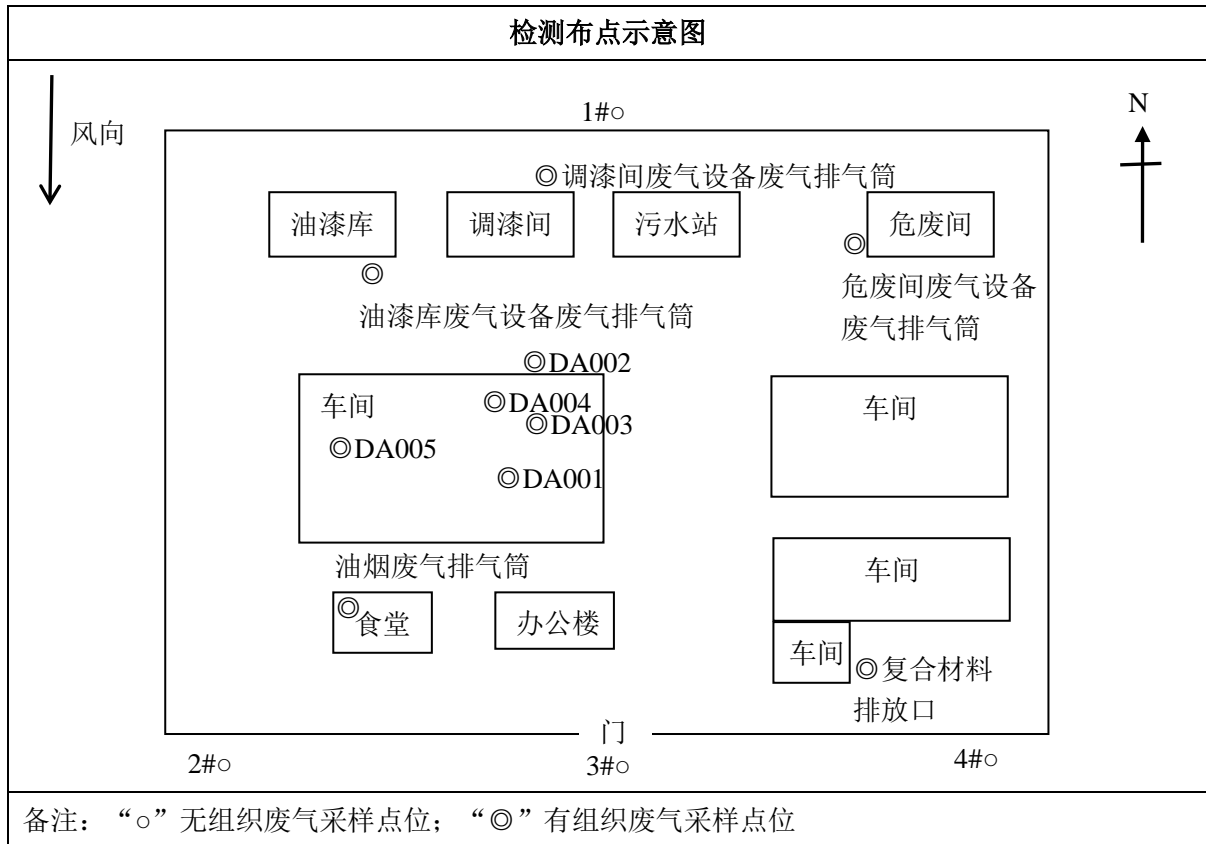 检测布点示意图
风向
N
1#○
◎调漆间废气设备废气排气筒
油漆库
调漆间
污水站
◎
危废间
◎
油漆库废气设备废气排气筒
危废间废气设备
废气排气筒
◎DA002
车间
◎DA004
◎DA003
◎DA005
◎DA001
车间
油烟废气排气筒
◎
食堂
办公楼
车间
车间
◎复合材料
排放口
门
2#○
3#○
4#○
备注：“○”无组织废气采样点位；“◎”有组织废气采样点位